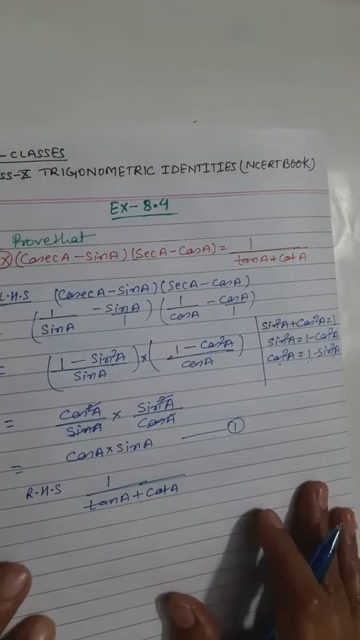 -CLASSES
SS-X TRIGONOMETRIC IDENTITIES (NCERT BOOK)
EX-8.4
Prove that
x) (CosecA-SinA) (SecA-CosA) = 1/(tanA+CotA)
L.H.S (CosecA-SinA)(SecA-CosA)
(1/SinA - SinA/1) (1/CosA - CosA/1)
Sin²A+Cos²A=1
Sin²A=1-Cos²A
Cos²A=1-Sin²A
= (1-Sin²A/SinA) × (1-Cos²A/CosA)
= Cos²A/SinA × Sin²A/CosA
= CosA×SinA — ①
R.H.S 1/(tanA+CotA)